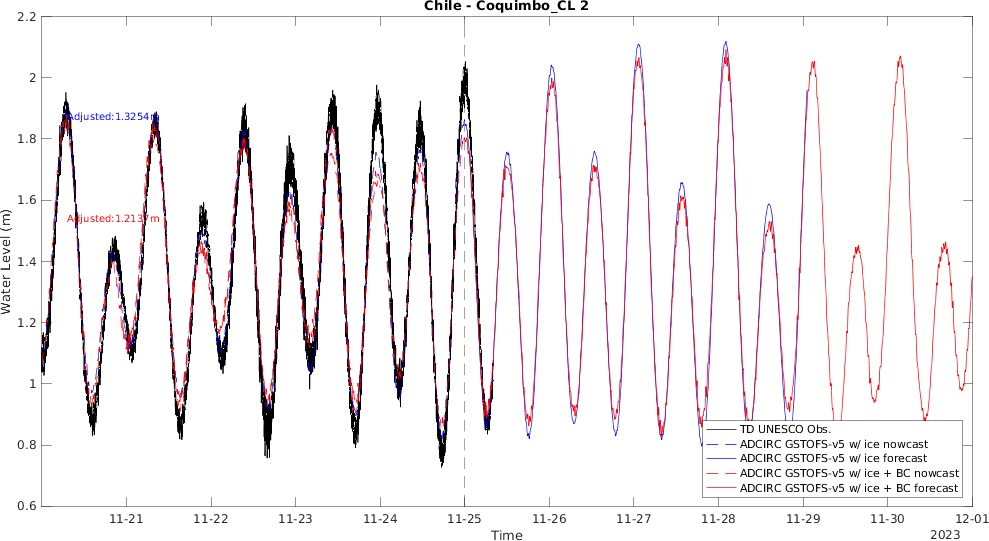 Chile - Coquimbo_CL 2
2.2
2
1.8
1.6
1.4
1.2
1
0.8
0.6
Water Level (m)
Adjusted:1.3254m
Adjusted:1.2137m
TD UNESCO Obs.
ADCIRC GSTOFS-v5 w/ ice nowcast
ADCIRC GSTOFS-v5 w/ ice forecast
ADCIRC GSTOFS-v5 w/ ice + BC nowcast
ADCIRC GSTOFS-v5 w/ ice + BC forecast
11-21 11-22 11-23 11-24 11-25 11-26 11-27 11-28 11-29 11-30 12-01
Time
2023